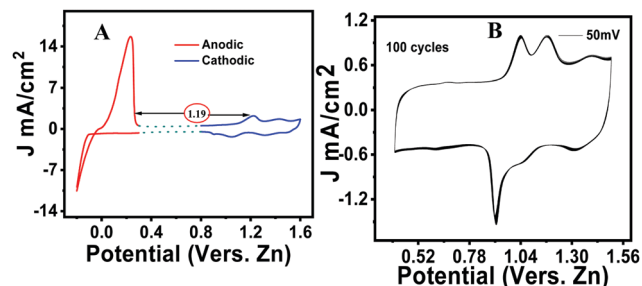 A
Anodic
Cathodic
1.19
J mA/cm²
14
7
0
-7
-14
0.0 0.4 0.8 1.2 1.6
Potential (Vers. Zn)
B
100 cycles
50mV
J mA/cm2
1.2
0.6
0.0
-0.6
-1.2
0.52 0.78 1.04 1.30 1.56
Potential (Vers. Zn)